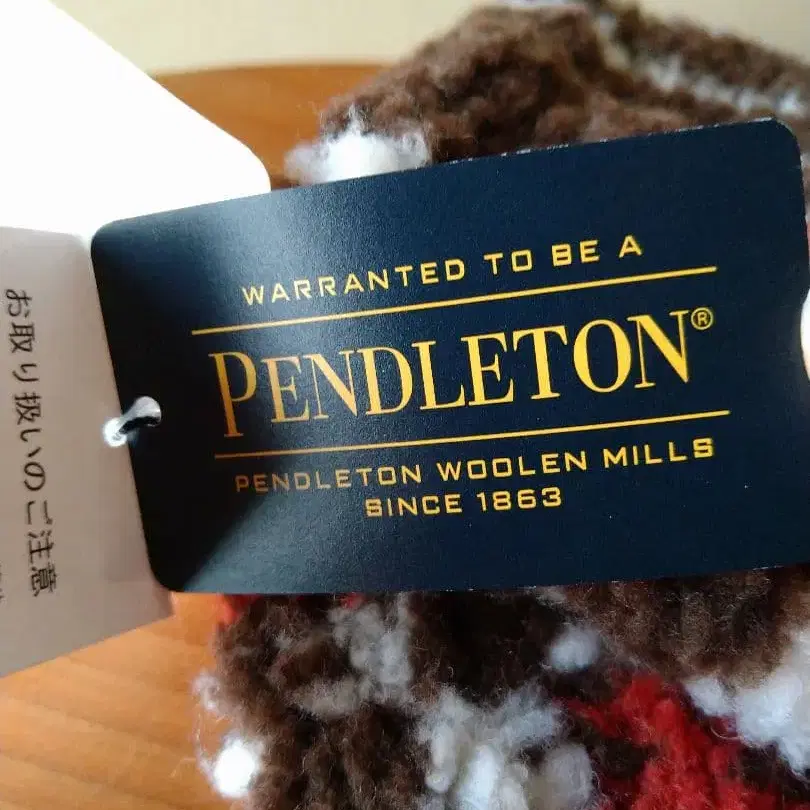 WARRANTED TO BE A
PENDLETON®
PENDLETON WOOLEN MILLS
SINCE 1863
お取り扱いのご注意